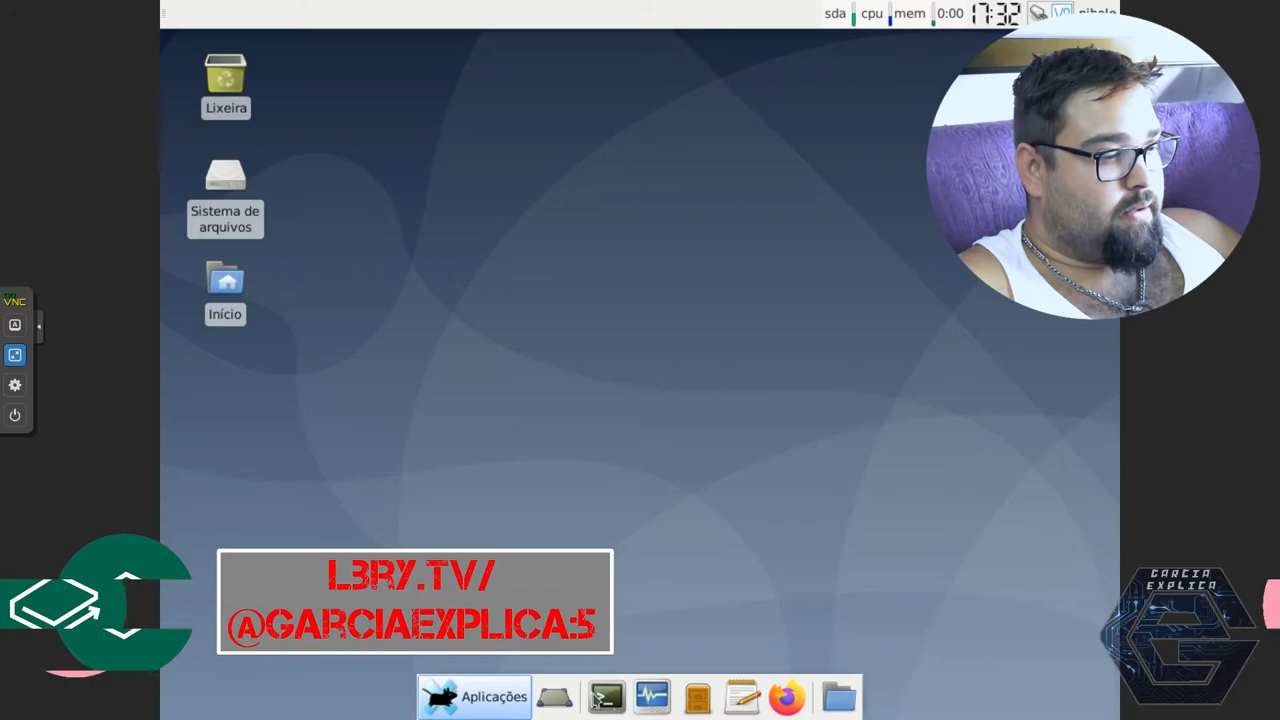 sda cpu mem 0:00 17:32
Lixeira
Sistema de
arquivos
Início
VNC
A
L3RY.TV/
@GARCIAEXPLICA:5
GARCIA
EXPLICA
Aplicações